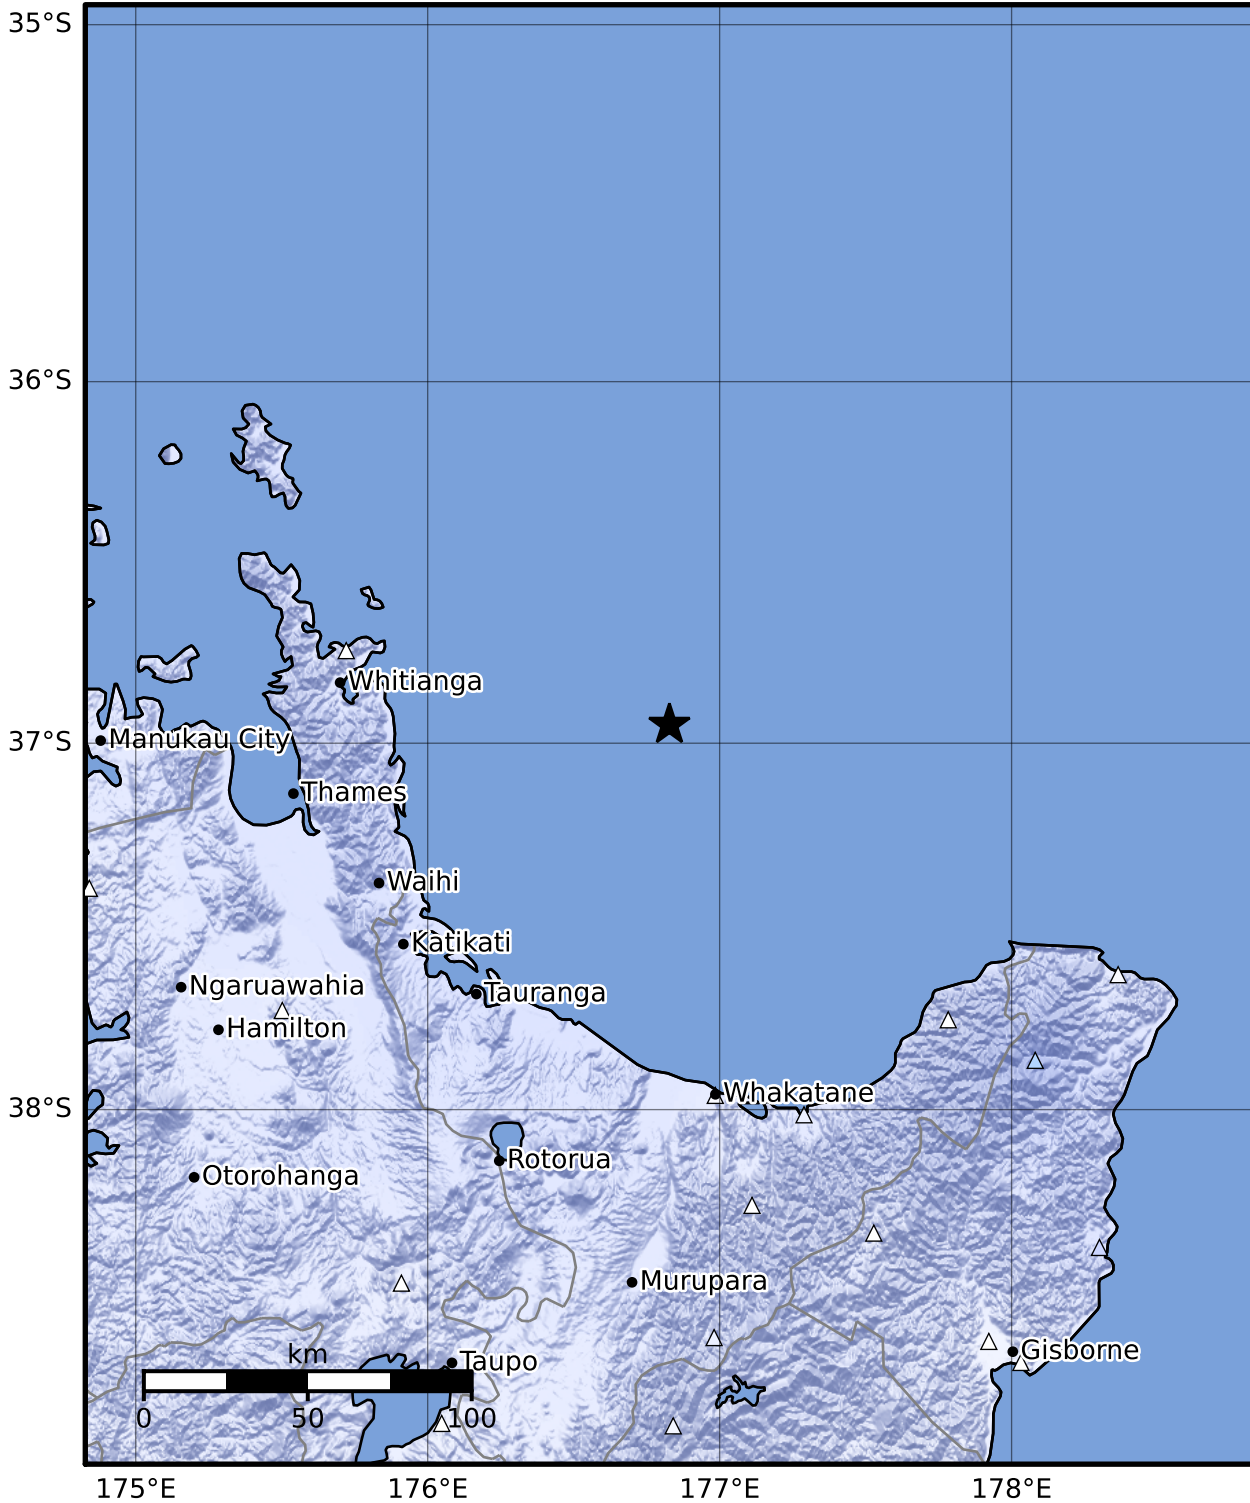 35°S
36°S
37°S
38°S
Whitianga
Manukau City
Thames
Waihi
Katikati
Ngaruawahia
Tauranga
Hamilton
Whakatane
Rotorua
Otorohanga
Murupara
Gisborne
km
Taupo
0 50 100
175°E 176°E 177°E 178°E